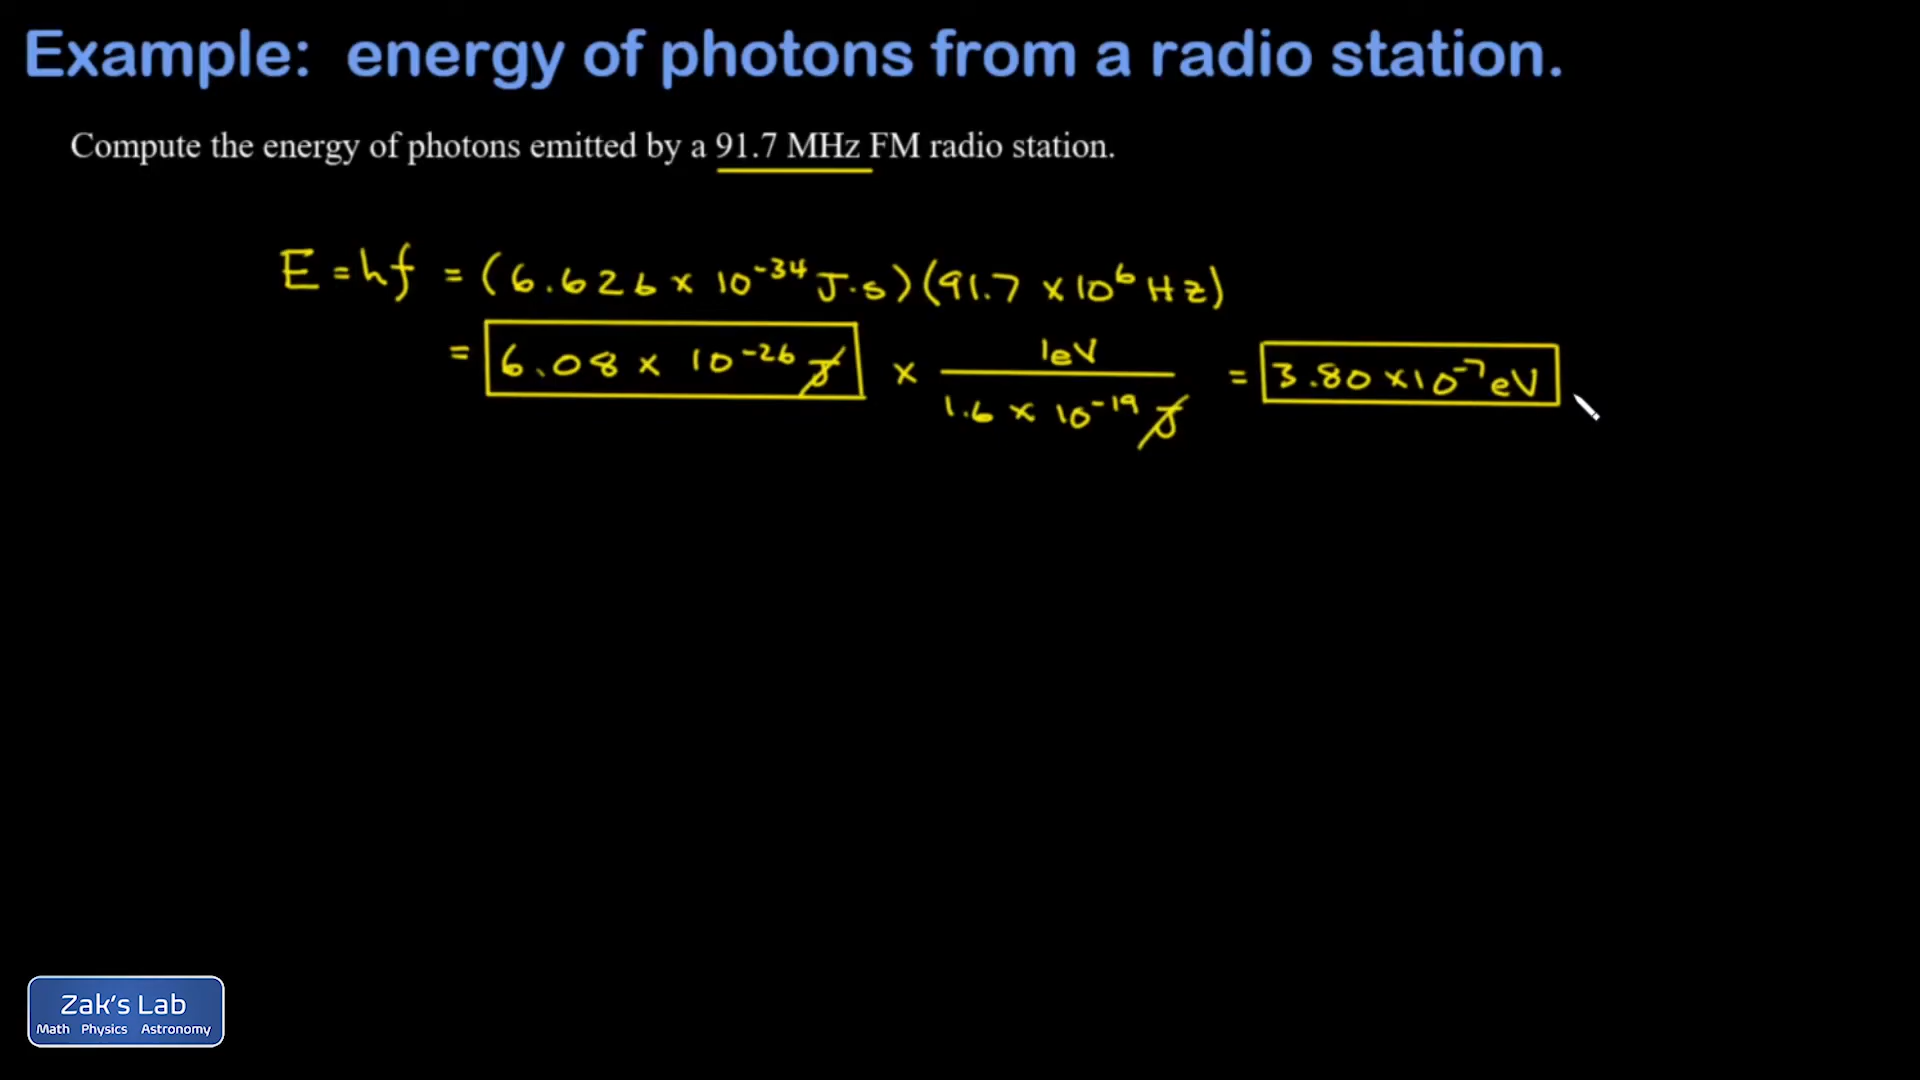 Example: energy of photons from a radio station.
Compute the energy of photons emitted by a 91.7 MHz FM radio station.
E = hf = (6.626 × 10⁻³⁴ J·s)(91.7 × 10⁶ Hz)
= 6.08 × 10⁻²⁶ J × 1eV / 1.6 × 10⁻¹⁹ J = 3.80 × 10⁻⁷ eV
Zak's Lab
Math Physics Astronomy